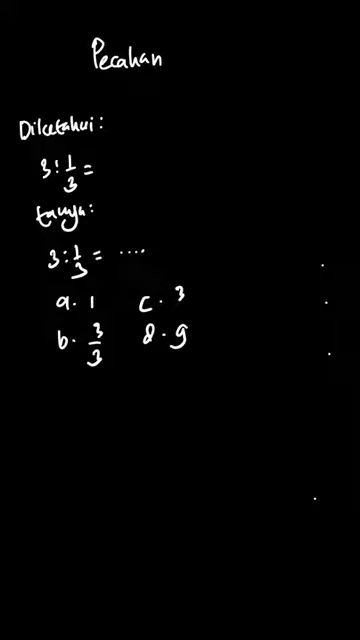 Pecahan
Diketahui:
3 : 1/3 =
tanya:
3 : 1/3 = ....
a. 1 c. 3
b. 3/3 d. 9